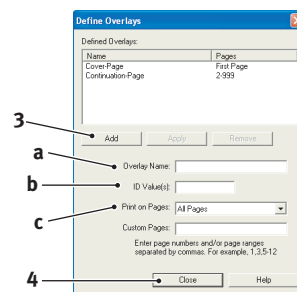 Define Overlays
Defined Overlays:
Name Pages
Cover-Page First Page
Continuation-Page 2-999
3
Add Apply Remove
a
Overlay Name:
b
ID Value(s):
c
Print on Pages: All Pages
Custom Pages:
Enter page numbers and/or page ranges
separated by commas. For example, 1,3,5-12
4
Close Help